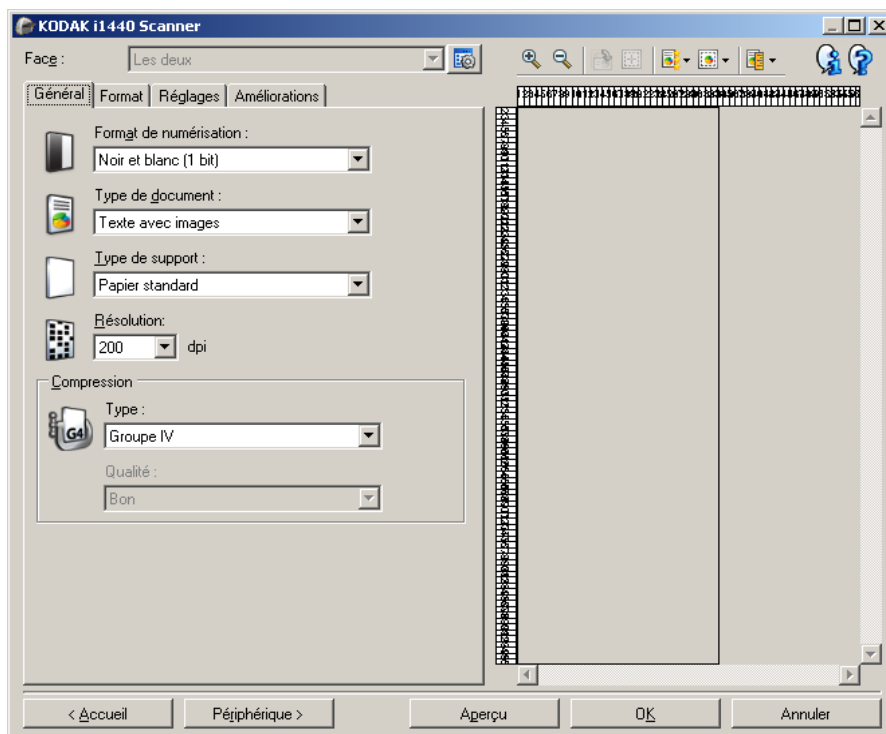 KODAK i1440 Scanner
Face :
Les deux
Général Format Réglages Améliorations
Format de numérisation :
Noir et blanc (1 bit)
Type de document :
Texte avec images
Type de support :
Papier standard
Résolution:
200 dpi
Compression
Type :
G4
Groupe IV
Qualité :
Bon
< Accueil Périphérique > Aperçu OK Annuler